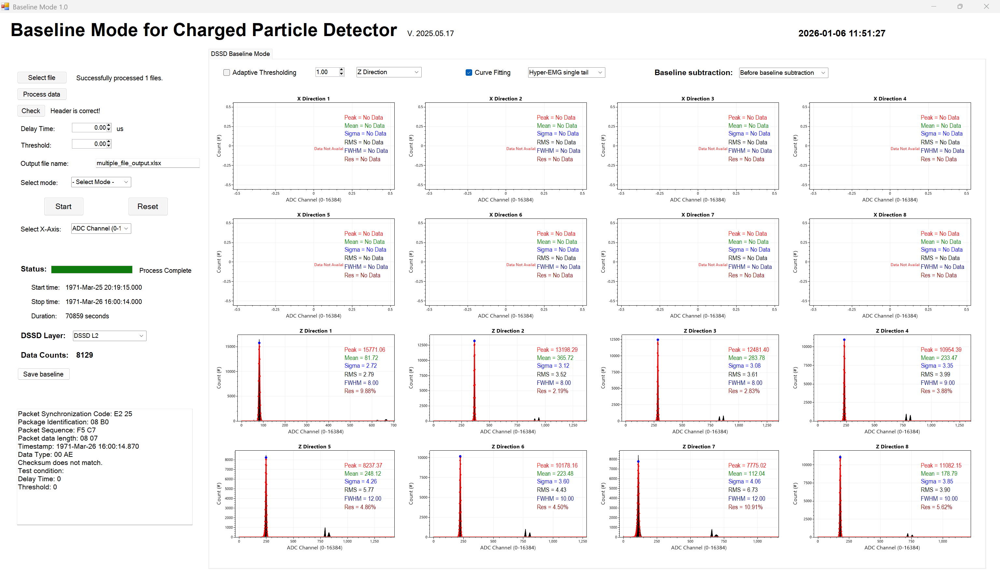 Baseline Mode 1.0
Baseline Mode for Charged Particle Detector V. 2025.05.17 2026-01-06 11:51:27
Select file Successfully processed 1 files.
Process data
Check Header is correct!
Delay Time: 0.00 us
Threshold: 0.00
Output file name: multiple_file_output.xlsx
Select mode: - Select Mode -
Start Reset
Select X-Axis: ADC Channel (0-1
Status: Process Complete
Start time: 1971-Mar-25 20:19:15.000
Stop time: 1971-Mar-26 16:00:14.000
Duration: 70859 seconds
DSSD Layer: DSSD L2
Data Counts: 8129
Save baseline
Packet Synchronization Code: E2 25
Package Identification: 08 B0
Packet Sequence: F5 C7
Packet data length: 08 07
Timestamp: 1971-Mar-26 16:00:14.870
Data Type: 00 AE
Checksum does not match.
Test condition:
Delay Time: 0
Threshold: 0
DSSD Baseline Mode
Adaptive Thresholding 1.00 Z Direction Curve Fitting Hyper-EMG single tail Baseline subtraction: Before baseline subtraction
X Direction 1
Count (#)
0.5
0.25
0
-0.25
-0.5
Data Not Availab
Peak = No Data
Mean = No Data
Sigma = No Data
RMS = No Data
FWHM = No Data
Res = No Data
-0.5 -0.25 0 0.25 0.5
ADC Channel (0-16384)
X Direction 2
Count (#)
0.5
0.25
0
-0.25
-0.5
Data Not Availab
Peak = No Data
Mean = No Data
Sigma = No Data
RMS = No Data
FWHM = No Data
Res = No Data
-0.5 -0.25 0 0.25 0.5
ADC Channel (0-16384)
X Direction 3
Count (#)
0.5
0.25
0
-0.25
-0.5
Data Not Availal
Peak = No Data
Mean = No Data
Sigma = No Data
RMS = No Data
FWHM = No Data
Res = No Data
-0.5 -0.25 0 0.25 0.5
ADC Channel (0-16384)
X Direction 4
Count (#)
0.5
0.25
0
-0.25
-0.5
Data Not Availal
Peak = No Data
Mean = No Data
Sigma = No Data
RMS = No Data
FWHM = No Data
Res = No Data
-0.5 -0.25 0 0.25 0.5
ADC Channel (0-16384)
X Direction 5
Count (#)
0.5
0.25
0
-0.25
-0.5
Data Not Availab
Peak = No Data
Mean = No Data
Sigma = No Data
RMS = No Data
FWHM = No Data
Res = No Data
-0.5 -0.25 0 0.25 0.5
ADC Channel (0-16384)
X Direction 6
Count (#)
0.5
0.25
0
-0.25
-0.5
Data Not Availab
Peak = No Data
Mean = No Data
Sigma = No Data
RMS = No Data
FWHM = No Data
Res = No Data
-0.5 -0.25 0 0.25 0.5
ADC Channel (0-16384)
X Direction 7
Count (#)
0.5
0.25
0
-0.25
-0.5
Data Not Availal
Peak = No Data
Mean = No Data
Sigma = No Data
RMS = No Data
FWHM = No Data
Res = No Data
-0.5 -0.25 0 0.25 0.5
ADC Channel (0-16384)
X Direction 8
Count (#)
0.5
0.25
0
-0.25
-0.5
Data Not Availal
Peak = No Data
Mean = No Data
Sigma = No Data
RMS = No Data
FWHM = No Data
Res = No Data
-0.5 -0.25 0 0.25 0.5
ADC Channel (0-16384)
Z Direction 1
Count (#)
15000
10000
5000
0
Peak = 15771.06
Mean = 81.72
Sigma = 2.72
RMS = 2.79
FWHM = 8.00
Res = 9.88%
0 100 200 300 400 500 600 700
ADC Channel (0-16384)
Z Direction 2
Count (#)
12500
10000
7500
5000
2500
0
Peak = 13198.29
Mean = 365.72
Sigma = 3.12
RMS = 3.52
FWHM = 8.00
Res = 2.19%
0 250 500 750 1,000 1,250
ADC Channel (0-16384)
Z Direction 3
Count (#)
12500
10000
7500
5000
2500
0
Peak = 12481.40
Mean = 283.78
Sigma = 3.08
RMS = 3.61
FWHM = 8.00
Res = 2.83%
0 250 500 750 1,000 1,250
ADC Channel (0-16384)
Z Direction 4
Count (#)
10000
7500
5000
2500
0
Peak = 10954.39
Mean = 233.47
Sigma = 3.35
RMS = 3.99
FWHM = 9.00
Res = 3.88%
0 250 500 750 1,000 1,250
ADC Channel (0-16384)
Z Direction 5
Count (#)
8000
7000
6000
5000
4000
3000
2000
1000
0
Peak = 8237.37
Mean = 248.12
Sigma = 4.26
RMS = 5.77
FWHM = 12.00
Res = 4.86%
0 250 500 750 1,000 1,250
ADC Channel (0-16384)
Z Direction 6
Count (#)
10000
7500
5000
2500
0
Peak = 10178.16
Mean = 223.48
Sigma = 3.60
RMS = 4.43
FWHM = 10.00
Res = 4.50%
0 250 500 750 1,000 1,250
ADC Channel (0-16384)
Z Direction 7
Count (#)
8000
7000
6000
5000
4000
3000
2000
1000
0
Peak = 7775.02
Mean = 112.04
Sigma = 4.06
RMS = 6.73
FWHM = 12.00
Res = 10.91%
0 250 500 750 1,000
ADC Channel (0-16384)
Z Direction 8
Count (#)
10000
7500
5000
2500
0
Peak = 11082.15
Mean = 178.79
Sigma = 3.85
RMS = 3.90
FWHM = 10.00
Res = 5.62%
0 250 500 750 1,000
ADC Channel (0-16384)